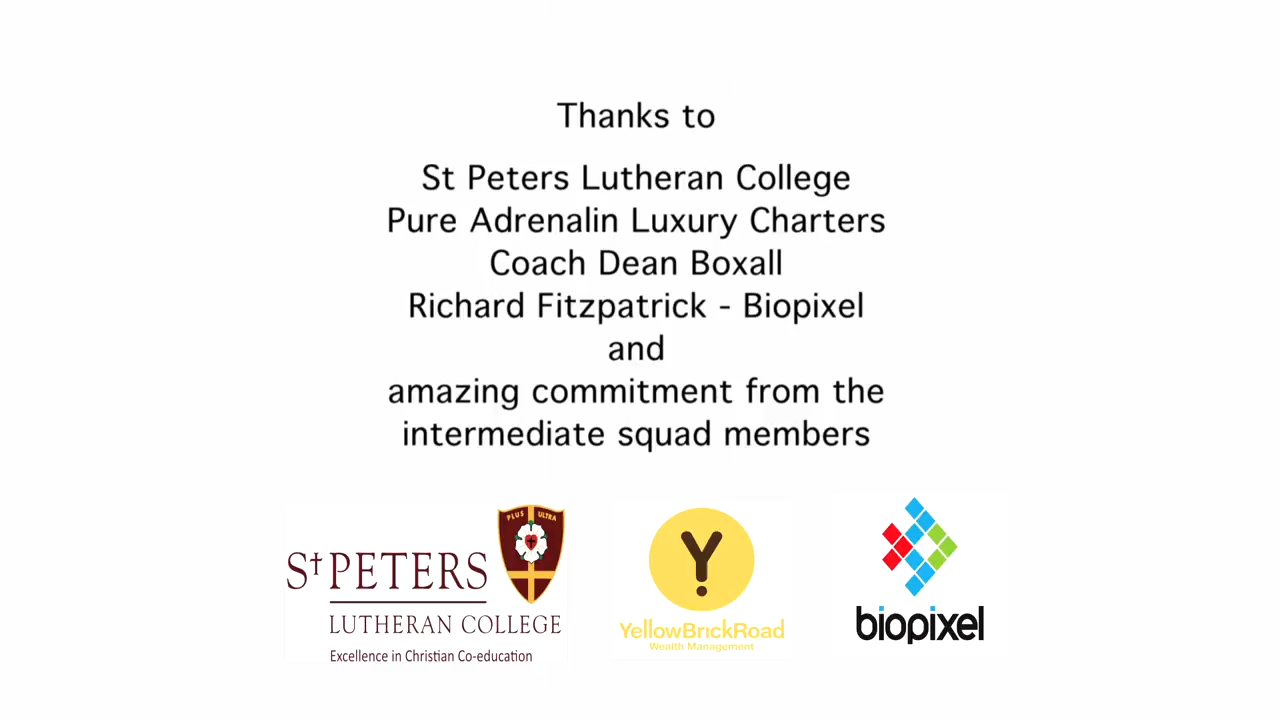 Thanks to
St Peters Lutheran College
Pure Adrenalin Luxury Charters
Coach Dean Boxall
Richard Fitzpatrick - Biopixel
and
amazing commitment from the
intermediate squad members
PLUS ULTRA
St PETERS
LUTHERAN COLLEGE
Excellence in Christian Co-education
Y
YellowBrickRoad
Wealth Management
biopixel